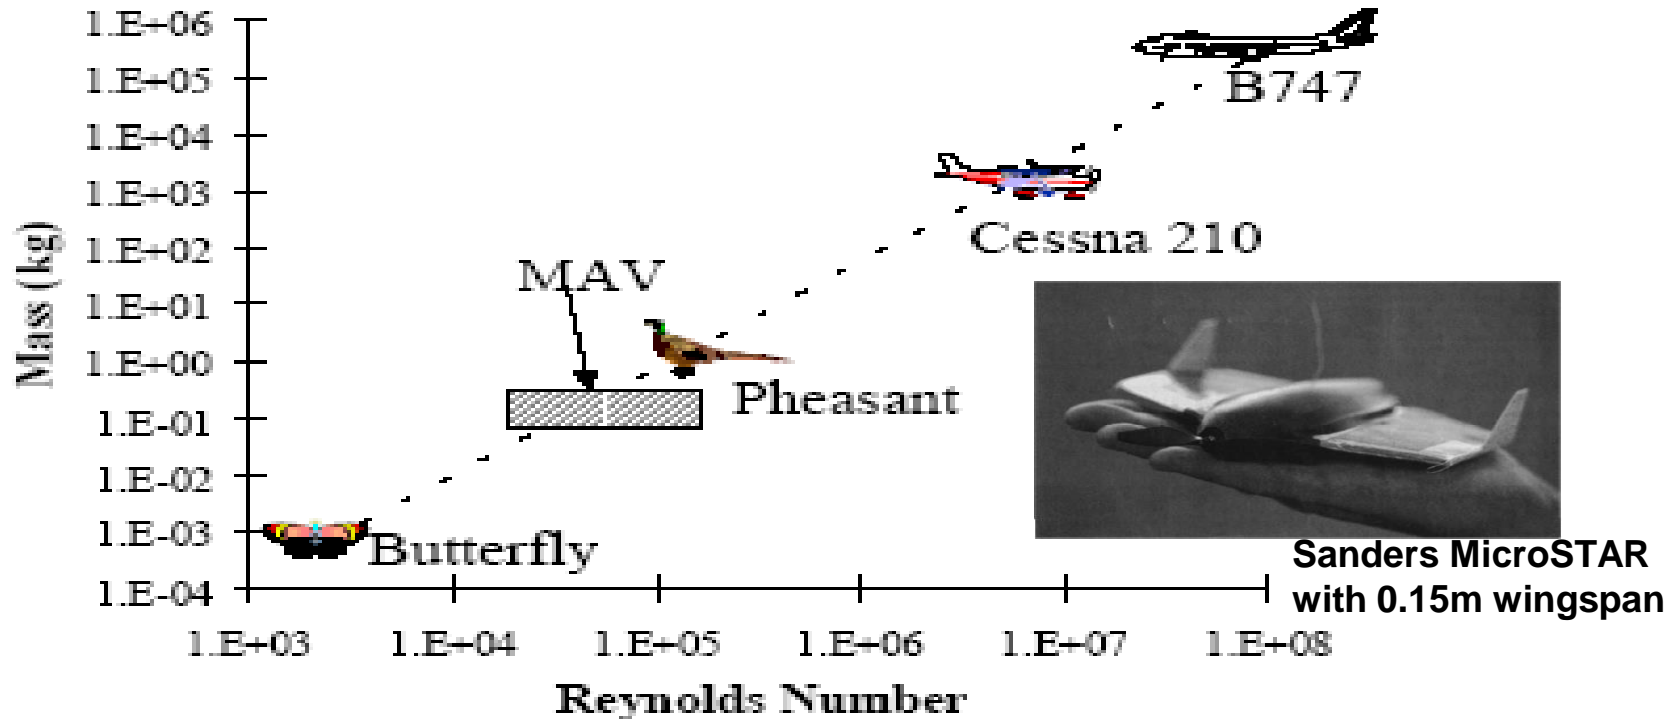 1.E+06
1.E+05
1.E+04
1.E+03
1.E+02
1.E+01
1.E+00
1.E-01
1.E-02
1.E-03
1.E-04
Mass (kg)
B747
Cessna 210
MAV
Pheasant
Butterfly
Sanders MicroSTAR
with 0.15m wingspan
1.E+03 1.E+04 1.E+05 1.E+06 1.E+07 1.E+08
Reynolds Number